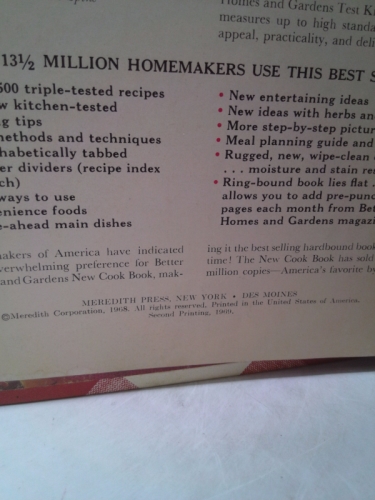 Homes and Gardens Test K
measures up to high standa
appeal, practicality, and deli
13½ MILLION HOMEMAKERS USE THIS BEST S
500 triple-tested recipes
w kitchen-tested
g tips
methods and techniques
habetically tabbed
er dividers (recipe index
ch)
ways to use
enience foods
e-ahead main dishes
• New entertaining ideas
• New ideas with herbs an
• More step-by-step pictur
• Meal planning guide and
• Rugged, new, wipe-clean
. . . moisture and stain res
• Ring-bound book lies flat . .
allows you to add pre-punc
pages each month from Bet
Homes and Gardens magaz
makers of America have indicated
verwhelming preference for Better
and Gardens New Cook Book, mak-
ing it the best selling hardbound book
time! The New Cook Book has sold
million copies—America's favorite by
MEREDITH PRESS, NEW YORK • DES MOINES
©Meredith Corporation, 1968. All rights reserved. Printed in the United States of America.
Second Printing, 1969.